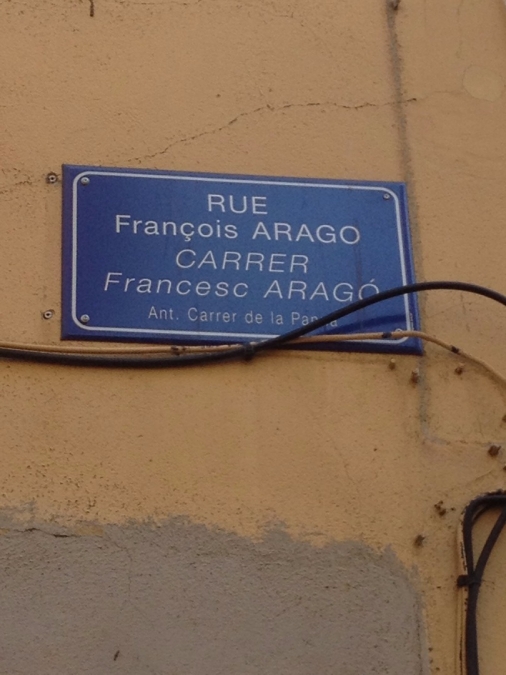 RUE
François ARAGO
CARRER
Francesc ARAGÓ
Ant. Carrer de la